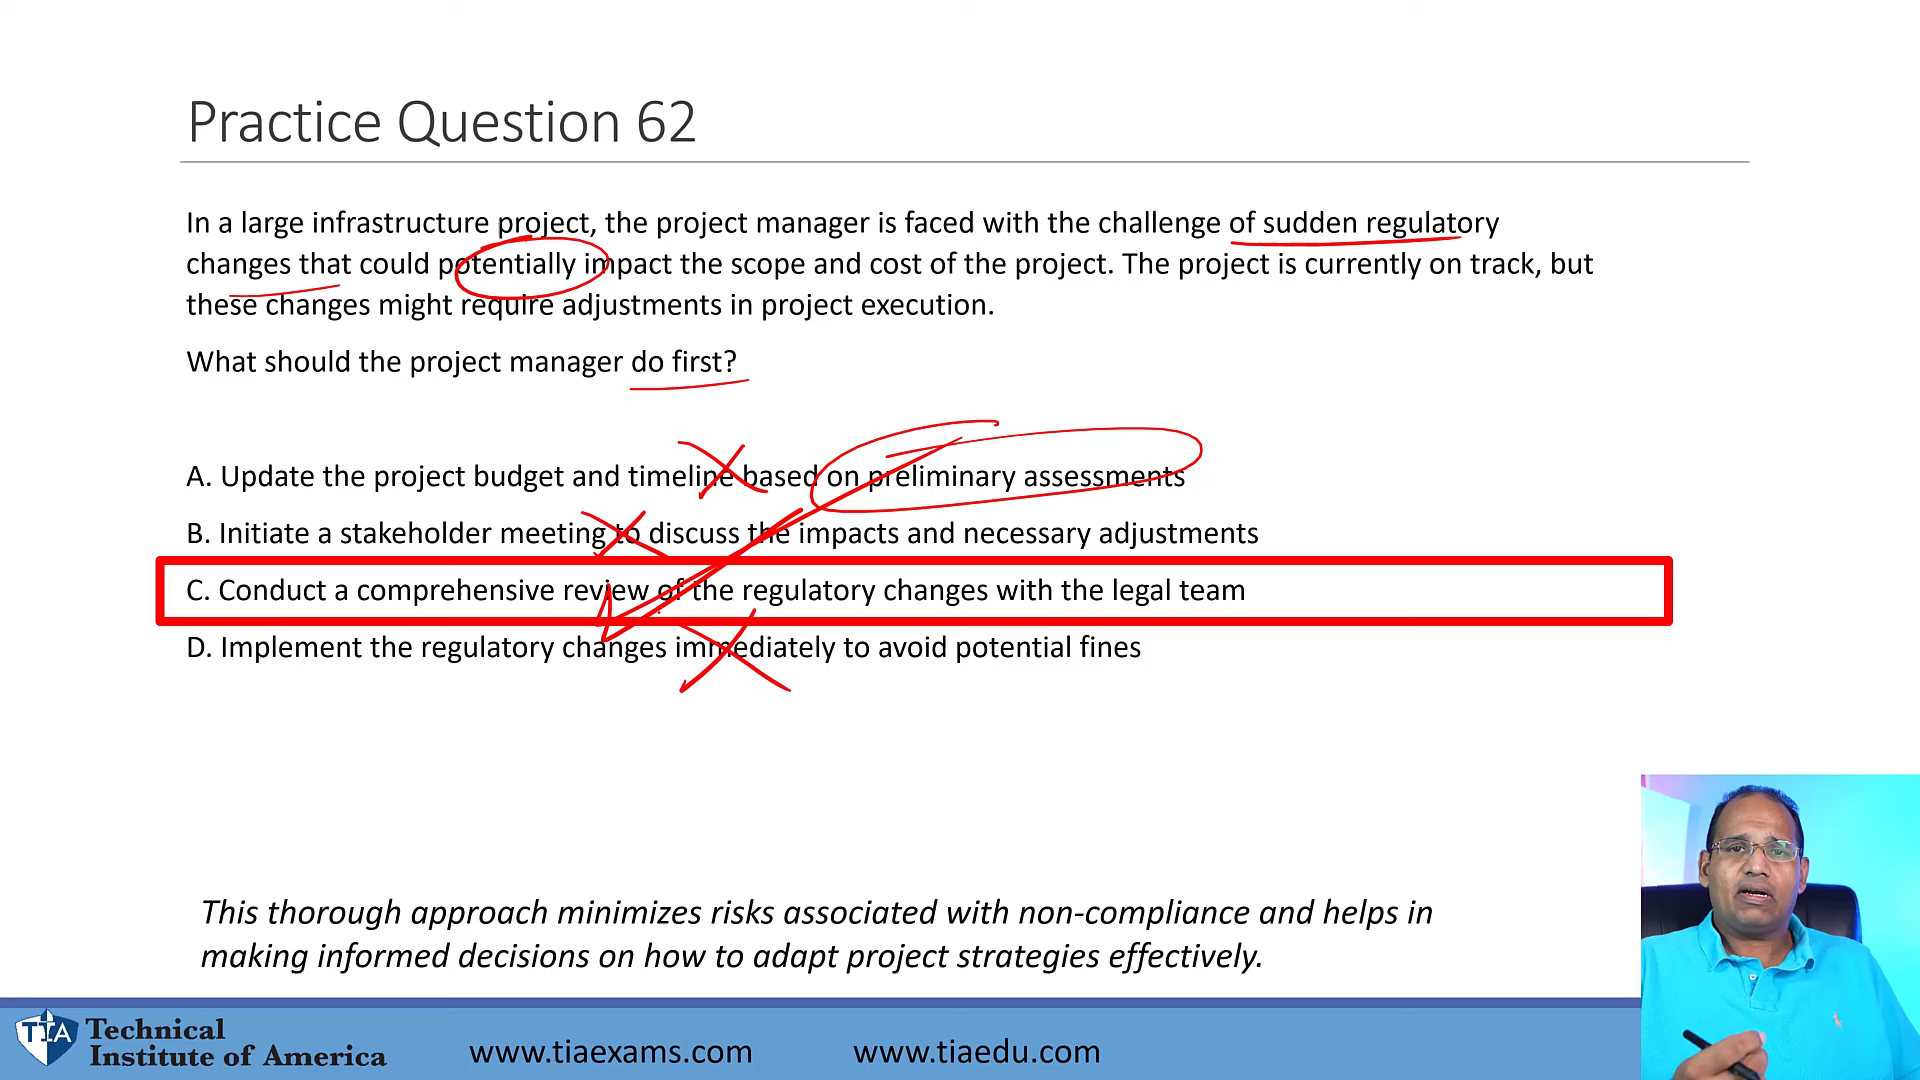 Practice Question 62
In a large infrastructure project, the project manager is faced with the challenge of sudden regulatory
changes that could potentially impact the scope and cost of the project. The project is currently on track, but
these changes might require adjustments in project execution.
What should the project manager do first?
A. Update the project budget and timeline based on preliminary assessments
B. Initiate a stakeholder meeting to discuss the impacts and necessary adjustments
C. Conduct a comprehensive review of the regulatory changes with the legal team
D. Implement the regulatory changes immediately to avoid potential fines
This thorough approach minimizes risks associated with non-compliance and helps in
making informed decisions on how to adapt project strategies effectively.
TIA
Technical
Institute of America
www.tiaexams.com
www.tiaedu.com